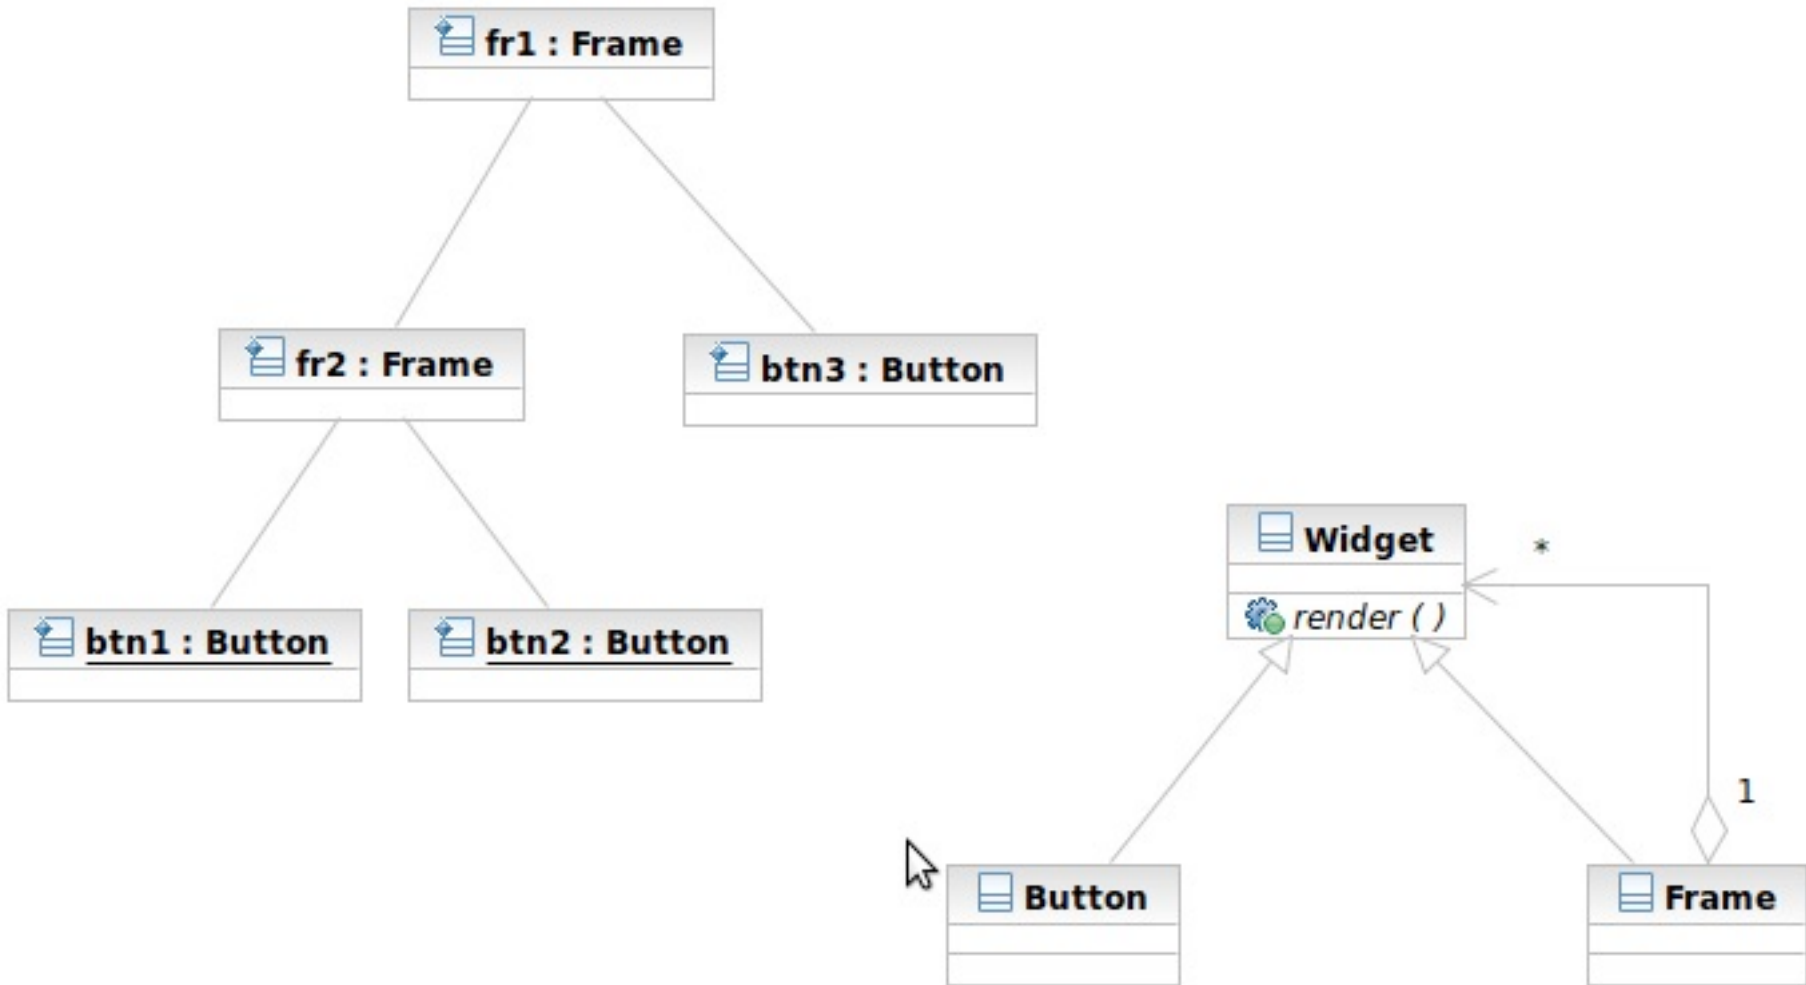 fr1 : Frame
fr2 : Frame
btn3 : Button
btn1 : Button
btn2 : Button
Widget
*
render ( )
1
Button
Frame